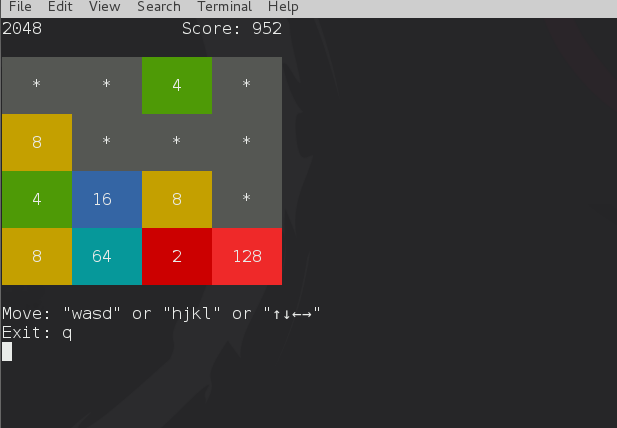 File Edit View Search Terminal Help
2048 Score: 952
* * 4 *
8 * * *
4 16 8 *
8 64 2 128
Move: "wasd" or "hjkl" or "↑↓←→"
Exit: q